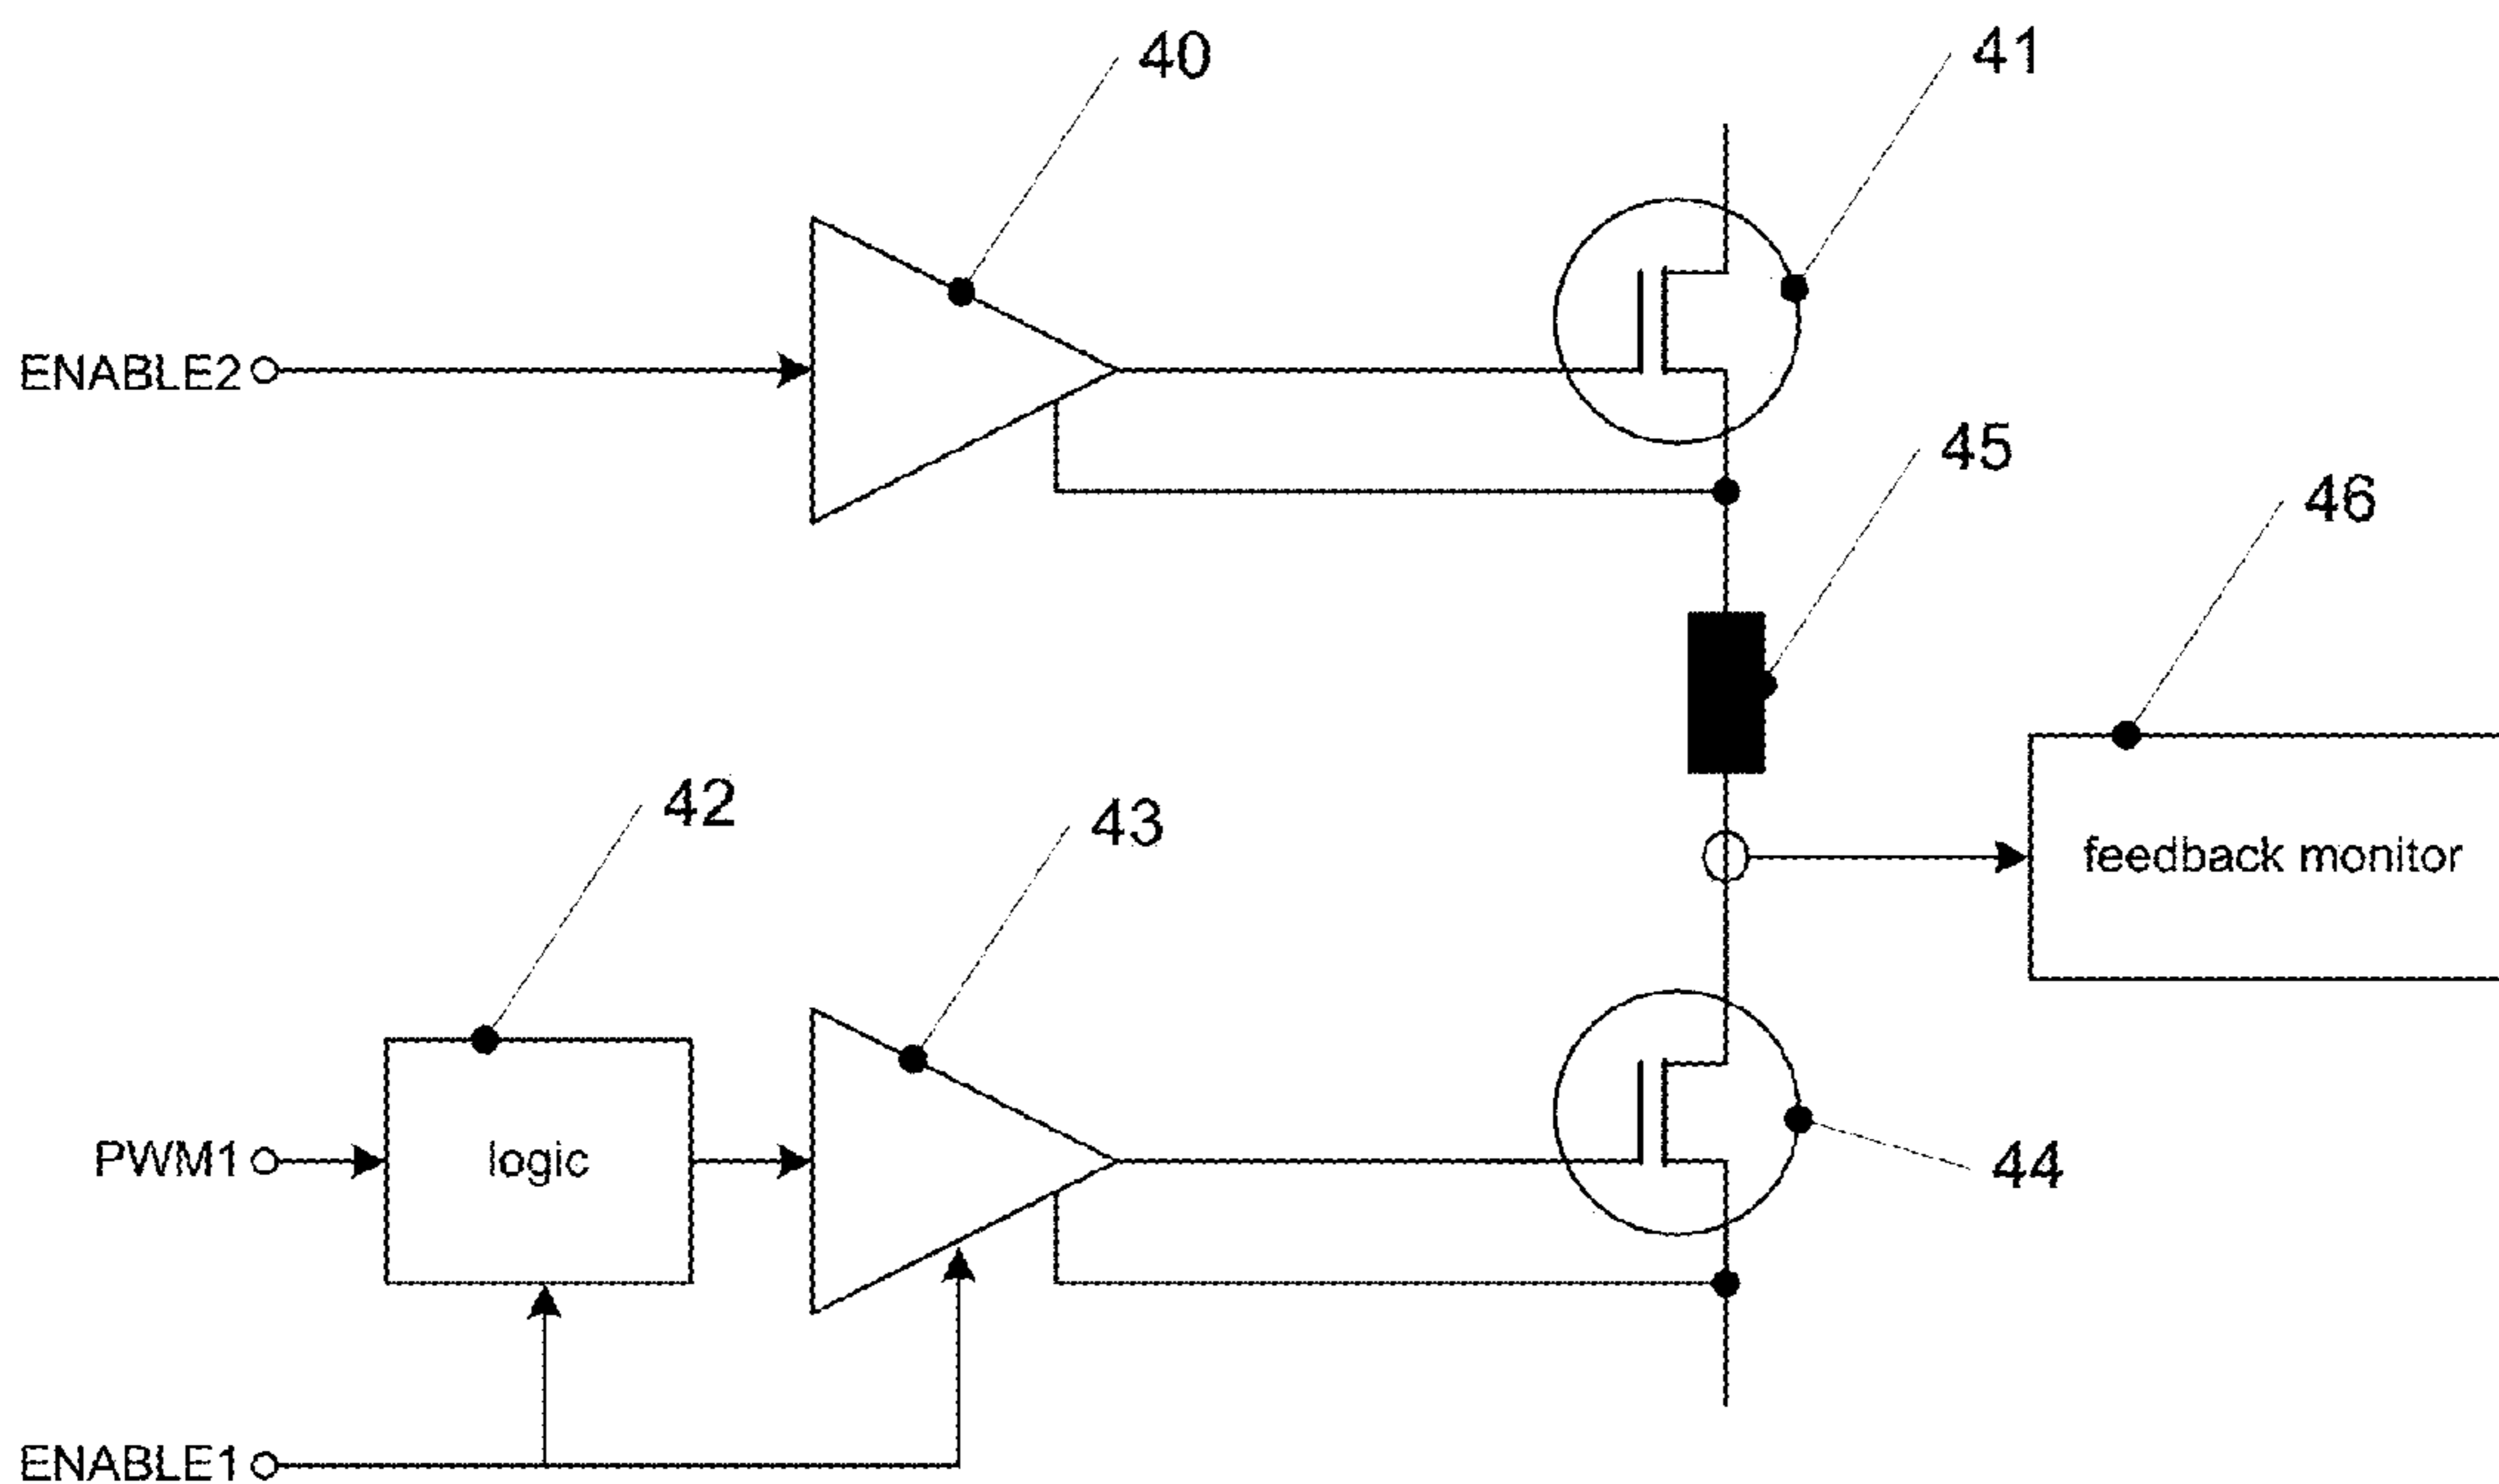 40
41
ENABLE2
45
46
42
43
feedback monitor
PWM1
logic
44
ENABLE1